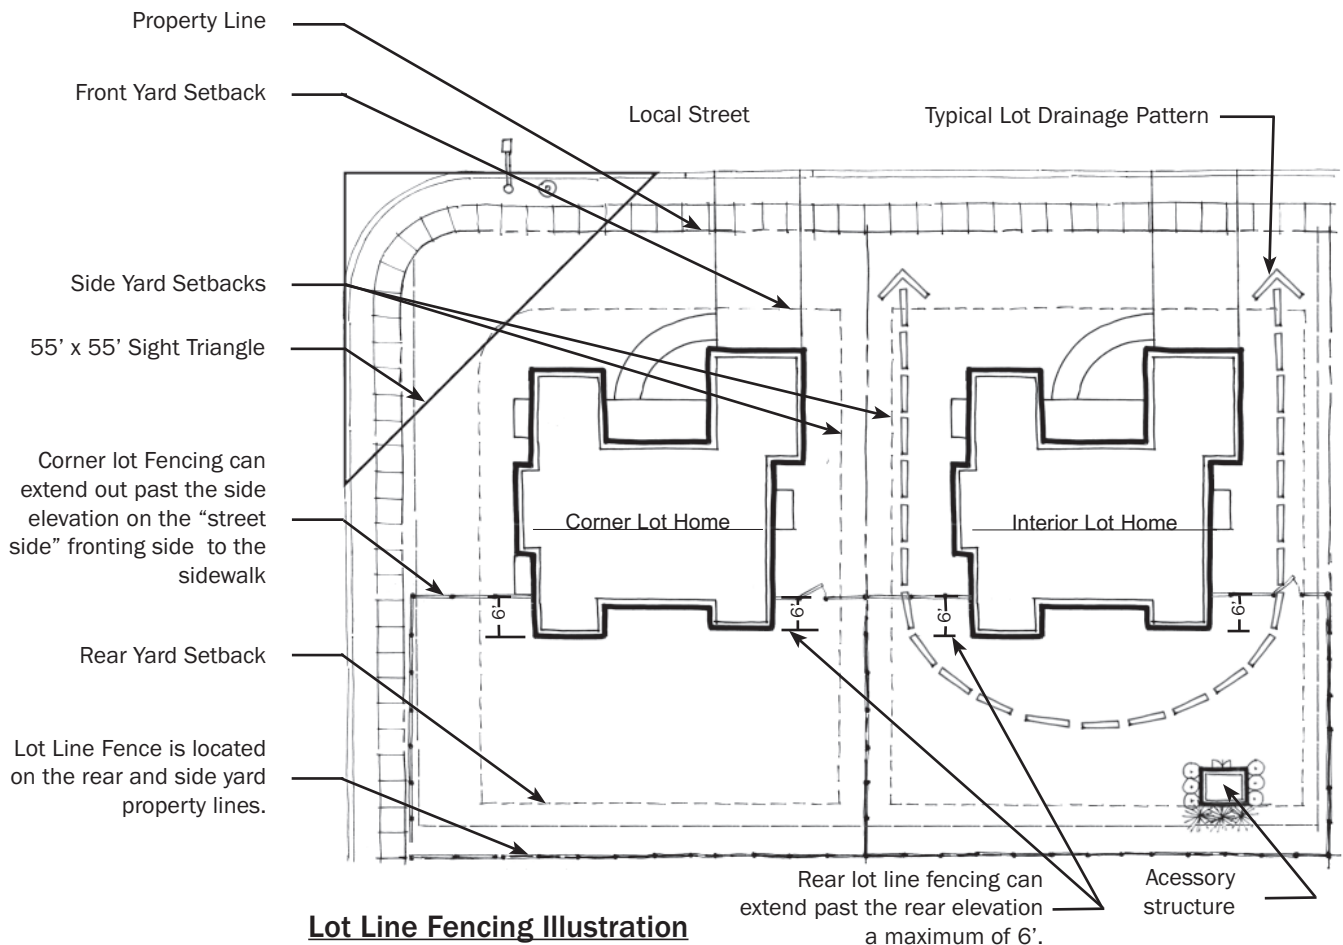 Property Line
Front Yard Setback
Local Street
Typical Lot Drainage Pattern
Side Yard Setbacks
55' x 55' Sight Triangle
Corner lot Fencing can
extend out past the side
elevation on the “street
side” fronting side to the
sidewalk
Corner Lot Home
Interior Lot Home
6'
6'
6'
6'
Rear Yard Setback
Lot Line Fence is located
on the rear and side yard
property lines.
Rear lot line fencing can
extend past the rear elevation
a maximum of 6'.
Acessory
structure
Lot Line Fencing Illustration